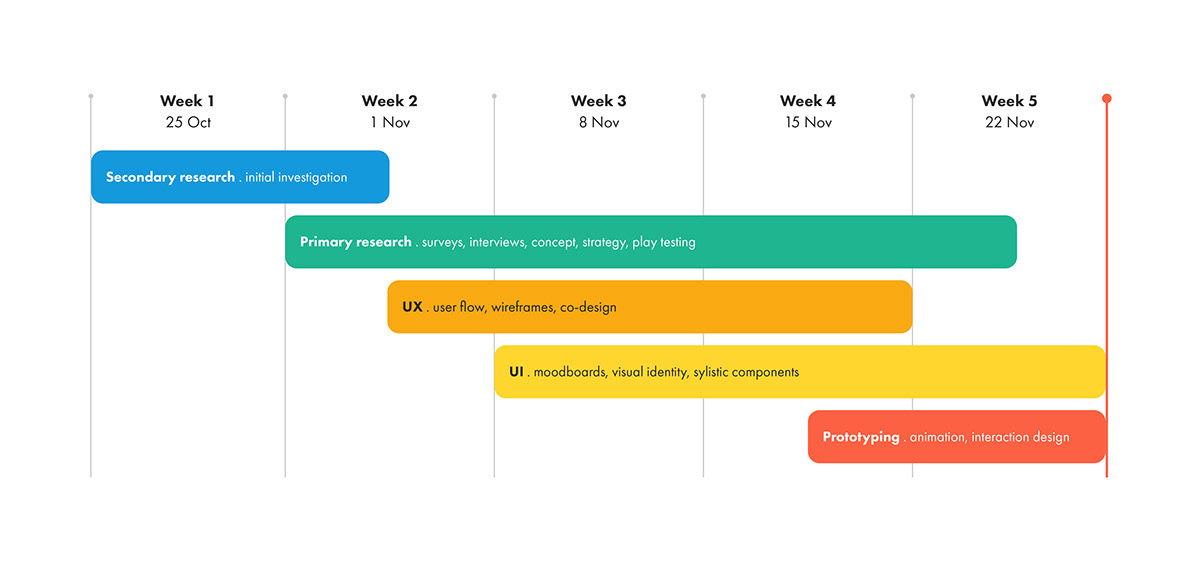 Week 1
25 Oct
Week 2
1 Nov
Week 3
8 Nov
Week 4
15 Nov
Week 5
22 Nov
Secondary research . initial investigation
Primary research . surveys, interviews, concept, strategy, play testing
UX . user flow, wireframes, co-design
UI . moodboards, visual identity, sylistic components
Prototyping . animation, interaction design